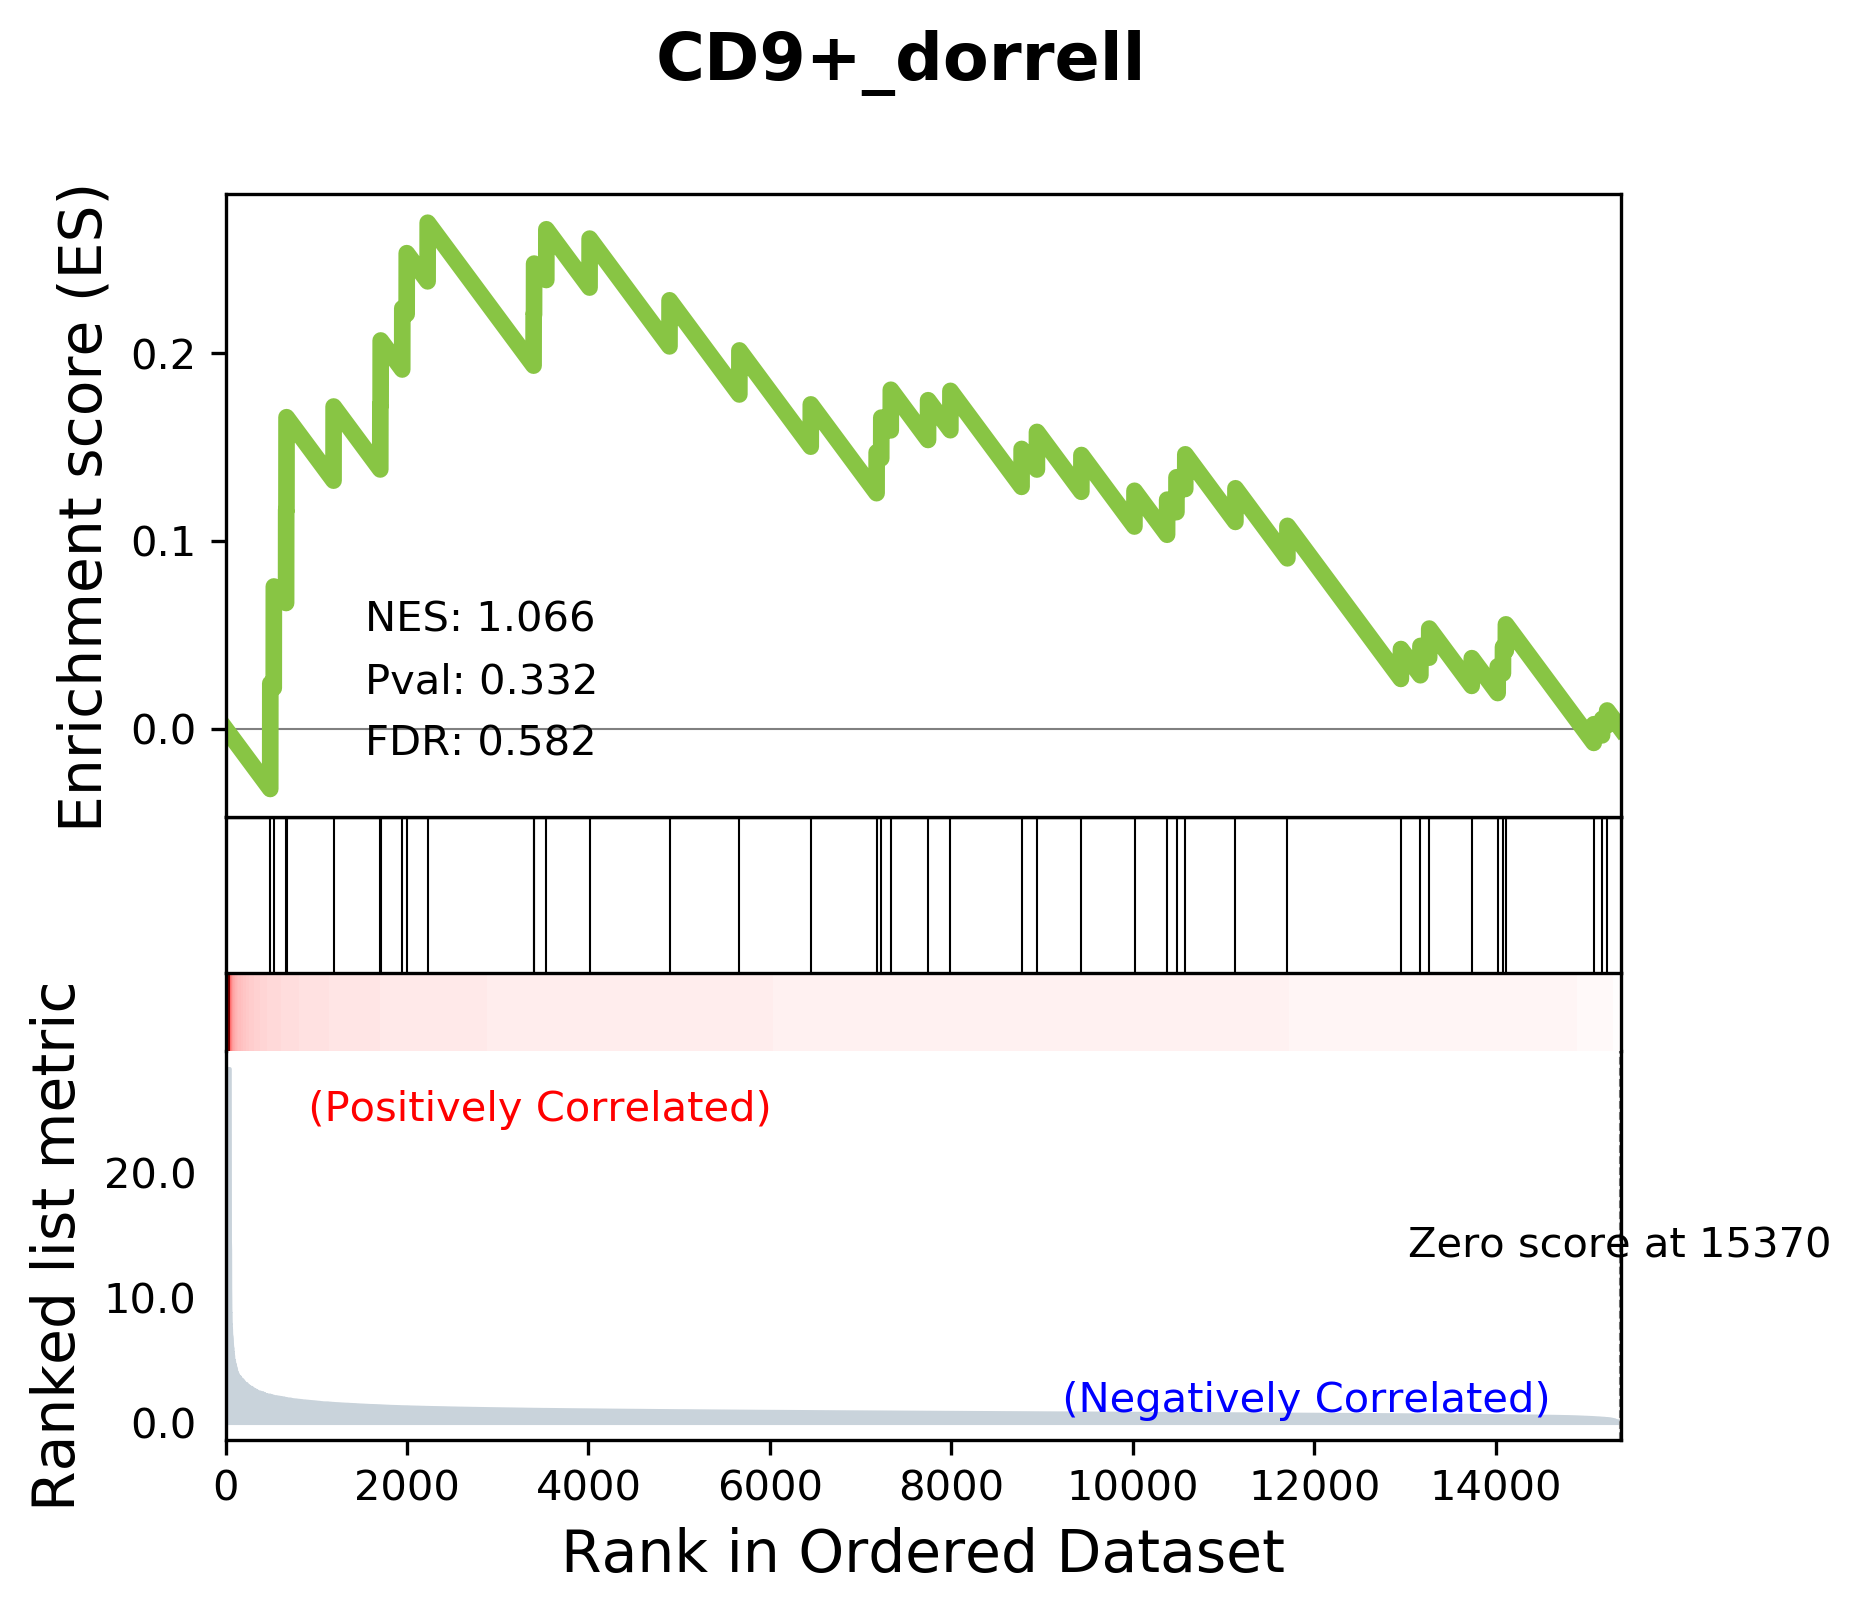 CD9+_dorrell
Enrichment score (ES)
0.2
0.1
0.0
NES: 1.066
Pval: 0.332
FDR: 0.582
Ranked list metric
(Positively Correlated)
20.0
10.0
0.0
Zero score at 15370
(Negatively Correlated)
0 2000 4000 6000 8000 10000 12000 14000
Rank in Ordered Dataset